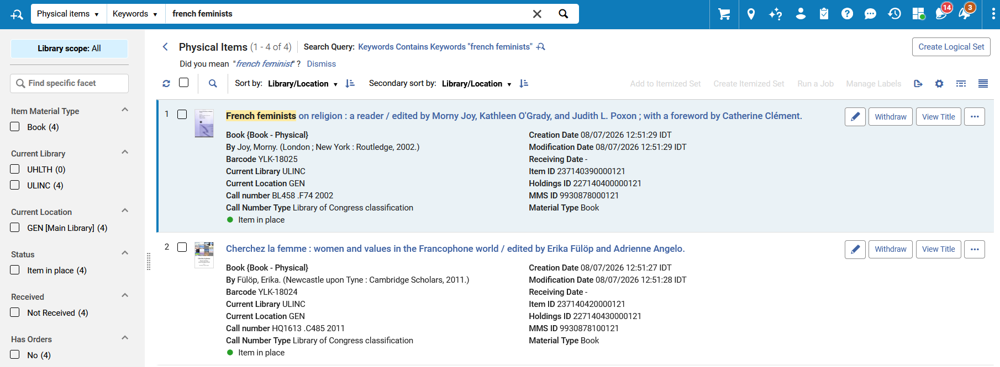 Physical items
Keywords
french feminists
14
3
Library scope: All
Find specific facet
Item Material Type
Book (4)
Current Library
UHLTH (0)
ULINC (4)
Current Location
GEN [Main Library] (4)
Status
Item in place (4)
Received
Not Received (4)
Has Orders
No (4)
Physical Items (1 - 4 of 4)
Search Query: Keywords Contains Keywords "french feminists"
Create Logical Set
Did you mean "french feminist" ? Dismiss
Sort by: Library/Location
Secondary sort by: Library/Location
Add to Itemized Set
Create Itemized Set
Run a Job
Manage Labels
1
French feminists on religion : a reader / edited by Morny Joy, Kathleen O'Grady, and Judith L. Poxon ; with a foreword by Catherine Clément.
Withdraw
View Title
Book {Book - Physical}
By Joy, Morny. (London ; New York : Routledge, 2002.)
Barcode YLK-18025
Current Library ULINC
Current Location GEN
Call number BL458 .F74 2002
Call Number Type Library of Congress classification
Item in place
Creation Date 08/07/2026 12:51:29 IDT
Modification Date 08/07/2026 12:51:29 IDT
Receiving Date -
Item ID 237140390000121
Holdings ID 227140400000121
MMS ID 9930878000121
Material Type Book
2
Cherchez la femme : women and values in the Francophone world / edited by Erika Fülöp and Adrienne Angelo.
Withdraw
View Title
Book {Book - Physical}
By Fülöp, Erika. (Newcastle upon Tyne : Cambridge Scholars, 2011.)
Barcode YLK-18024
Current Library ULINC
Current Location GEN
Call number HQ1613 .C485 2011
Call Number Type Library of Congress classification
Item in place
Creation Date 08/07/2026 12:51:27 IDT
Modification Date 08/07/2026 12:51:28 IDT
Receiving Date -
Item ID 237140420000121
Holdings ID 227140430000121
MMS ID 9930878100121
Material Type Book